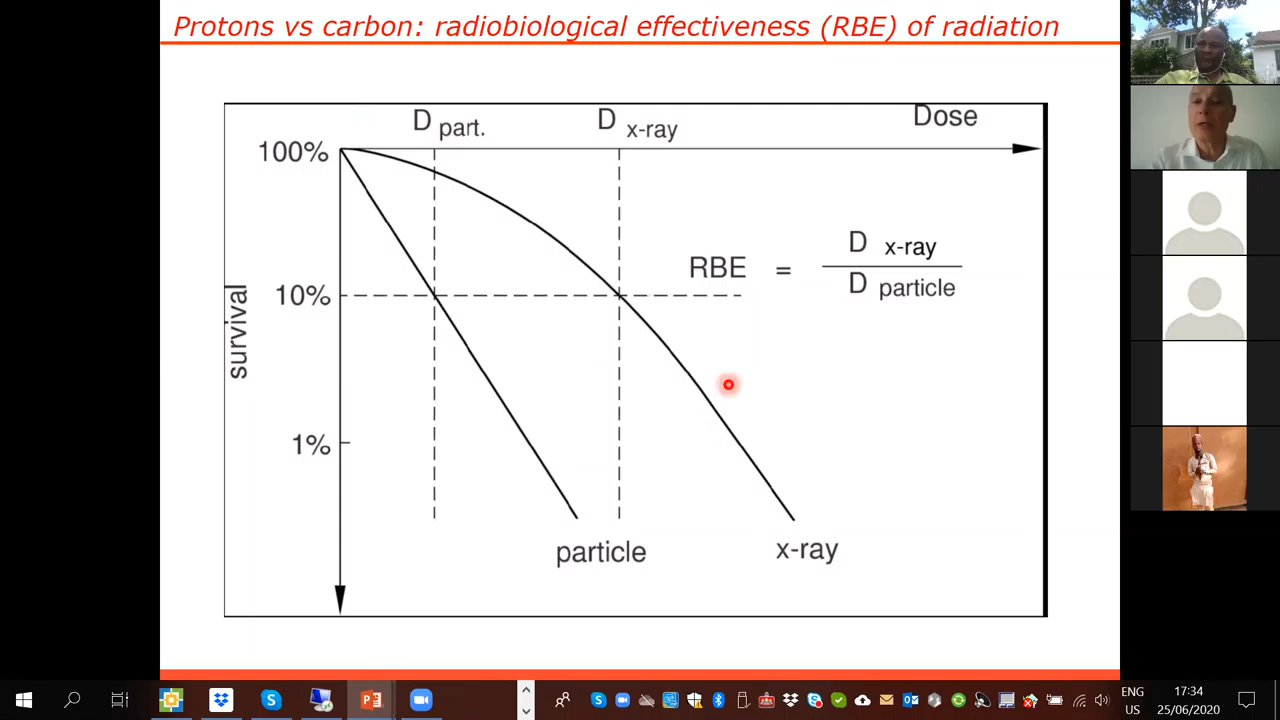 Protons vs carbon: radiobiological effectiveness (RBE) of radiation
D part.
D x-ray
Dose
100%
RBE = D x-ray
D particle
10%
survival
1%
particle
x-ray
ENG
US
17:34
25/06/2020